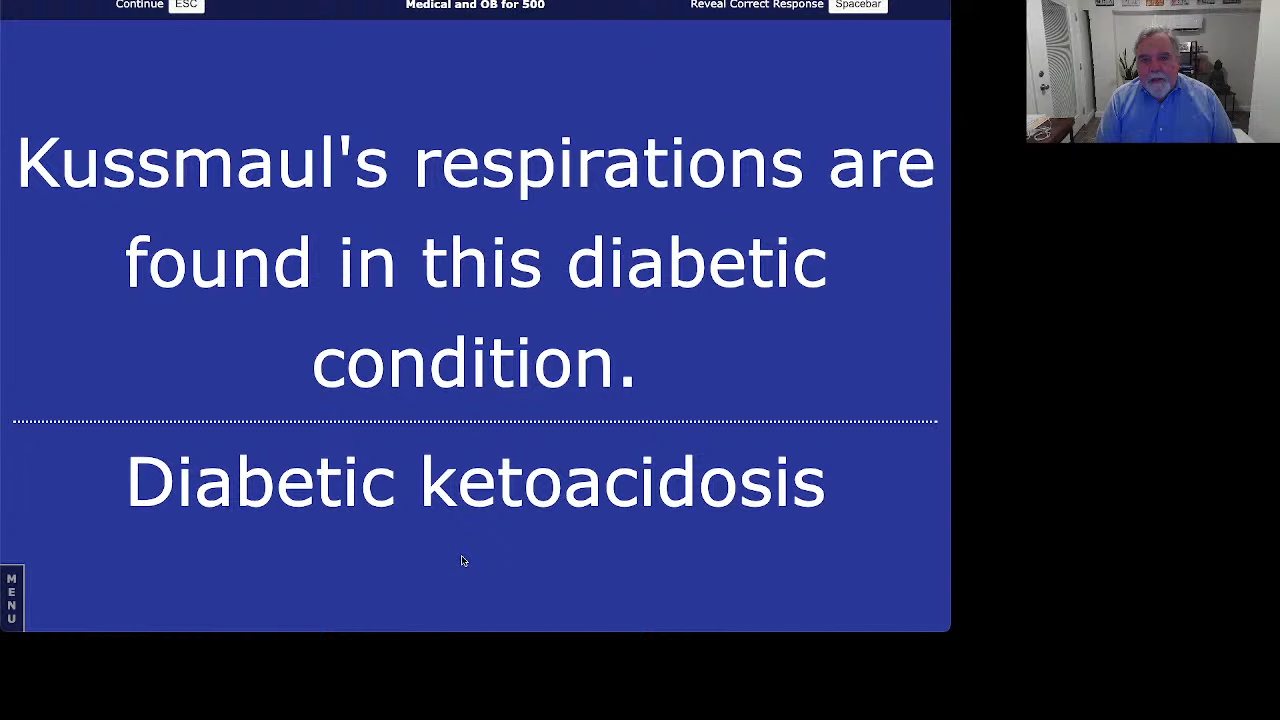 Continue ESC Medical and OB for 500 Reveal Correct Response Spacebar
Kussmaul's respirations are
found in this diabetic
condition.
Diabetic ketoacidosis
MENU